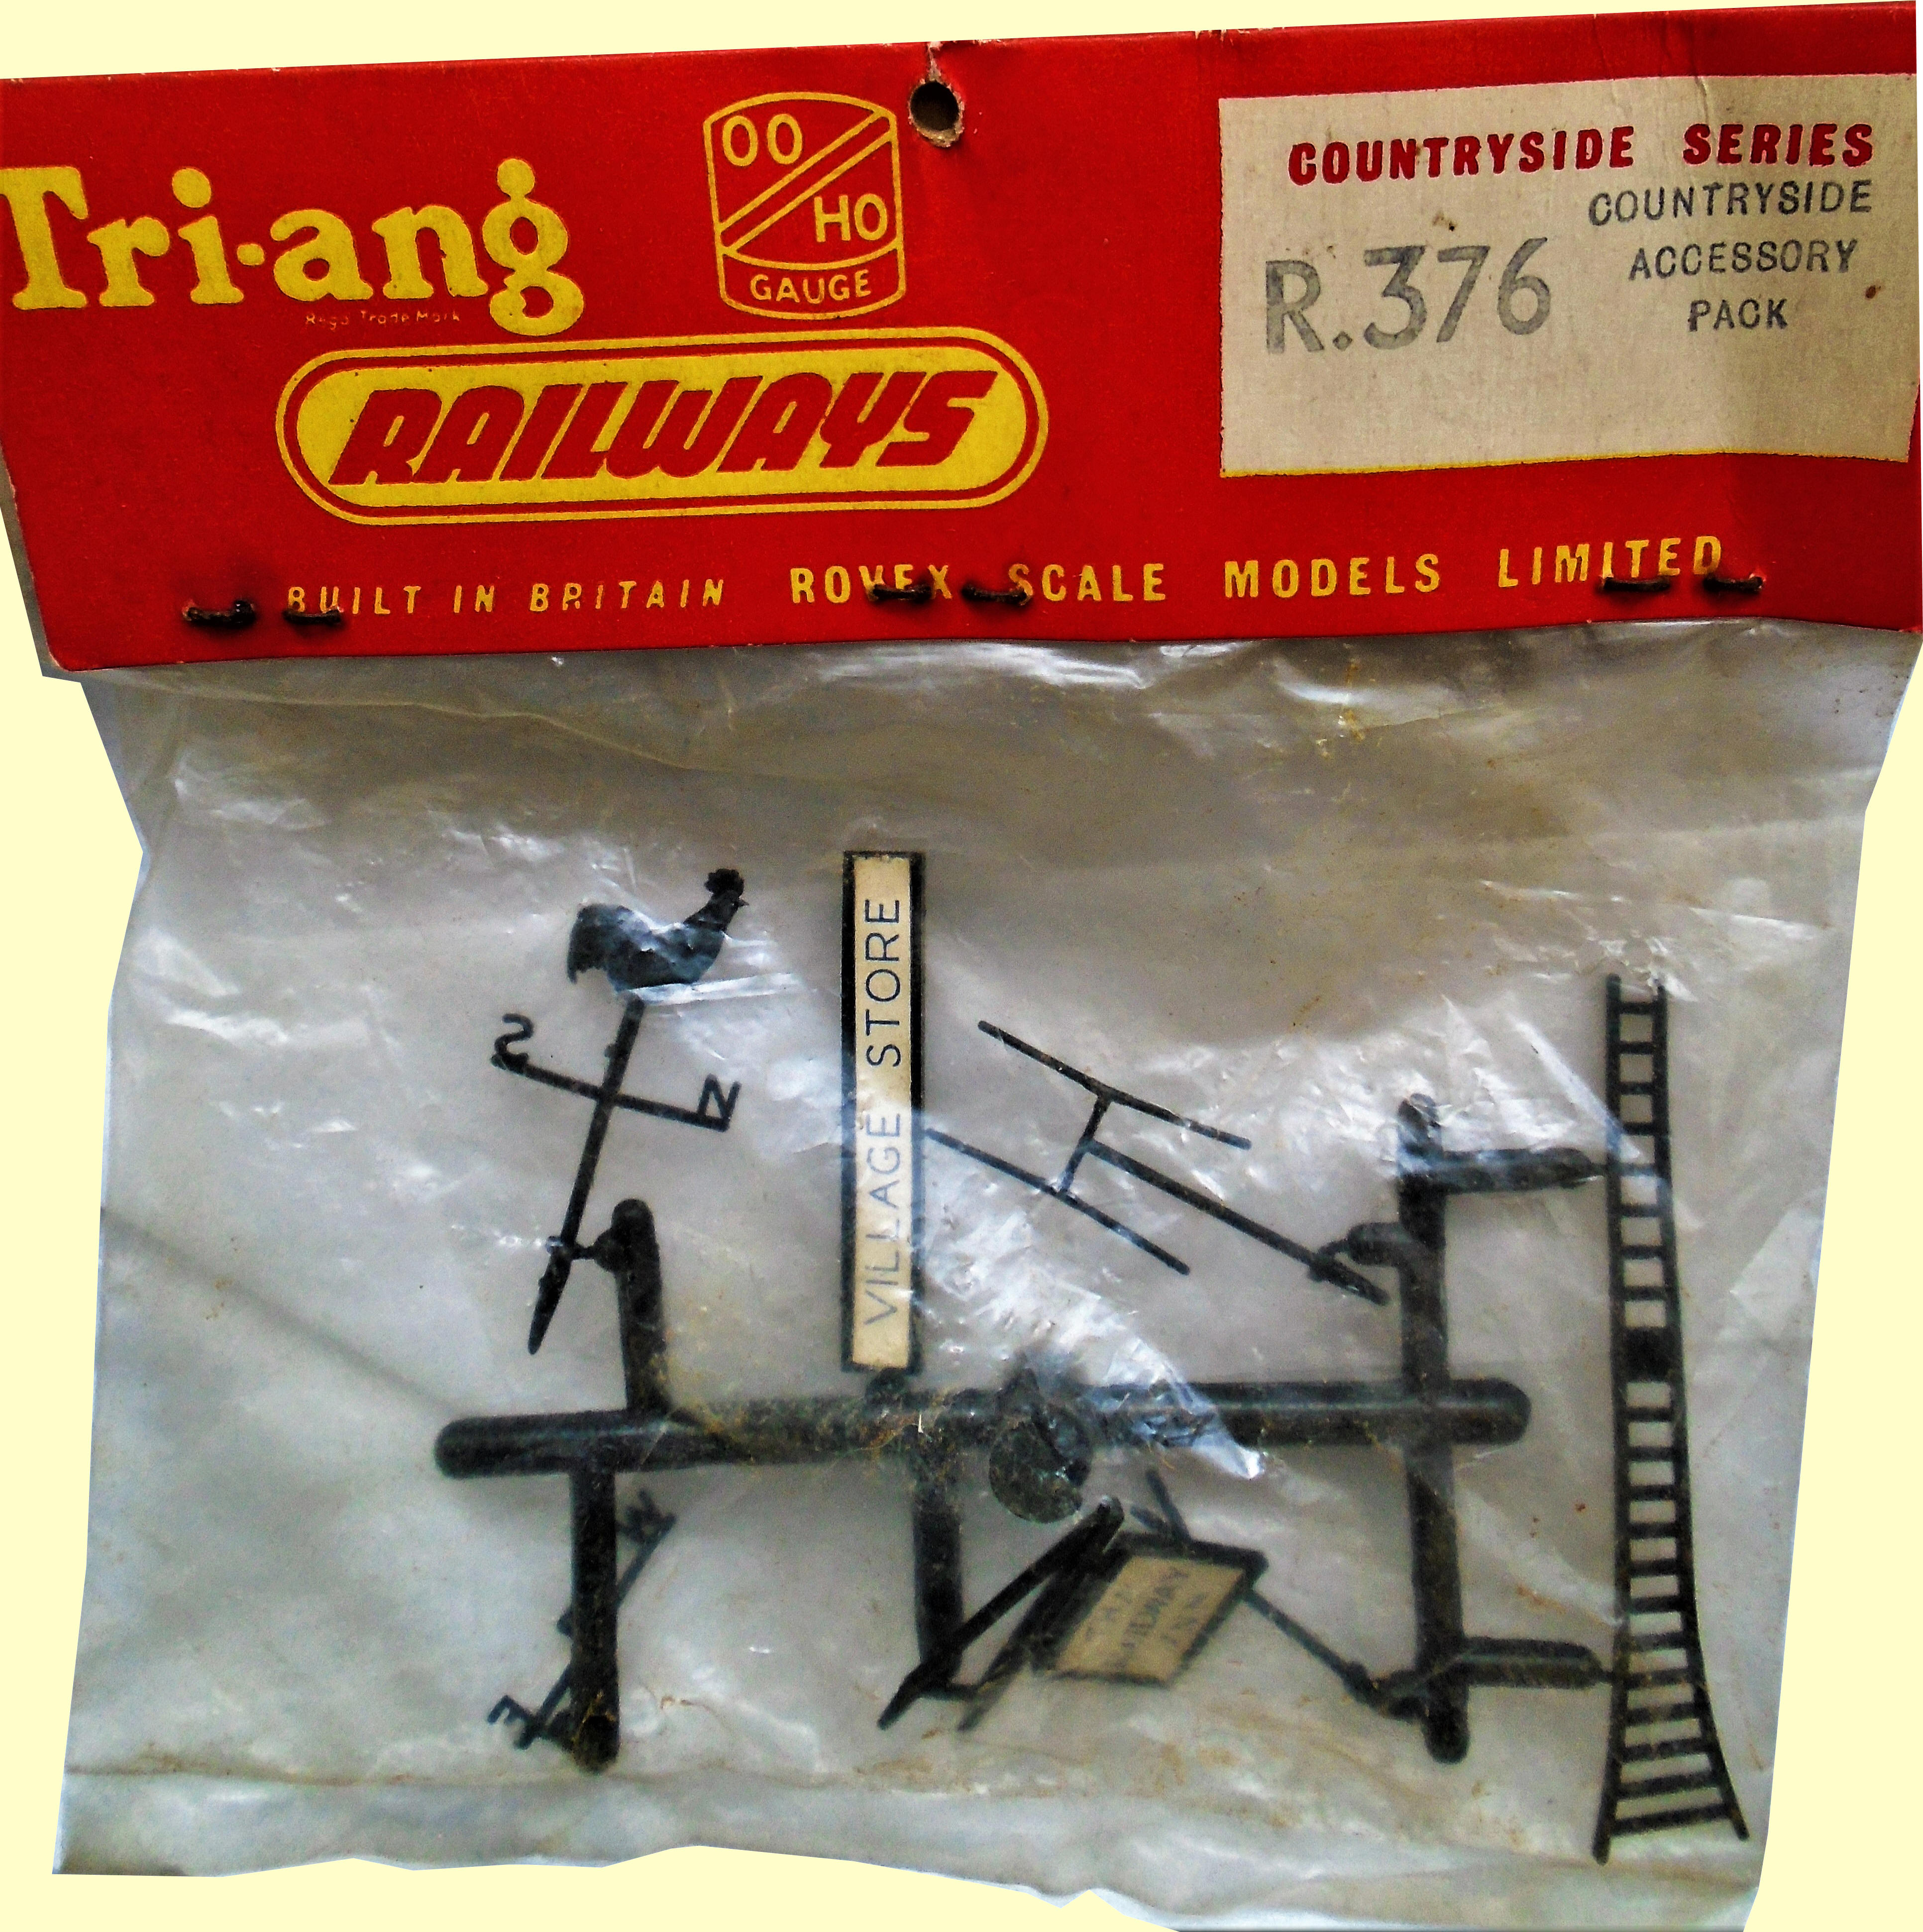 Tri-ang
Regd Trade Mark
OO
HO
GAUGE
RAILWAYS
COUNTRYSIDE SERIES
R.376
COUNTRYSIDE
ACCESSORY
PACK
BUILT IN BRITAIN ROVEX SCALE MODELS LIMITED
VILLAGE STORE
S
N
W
E